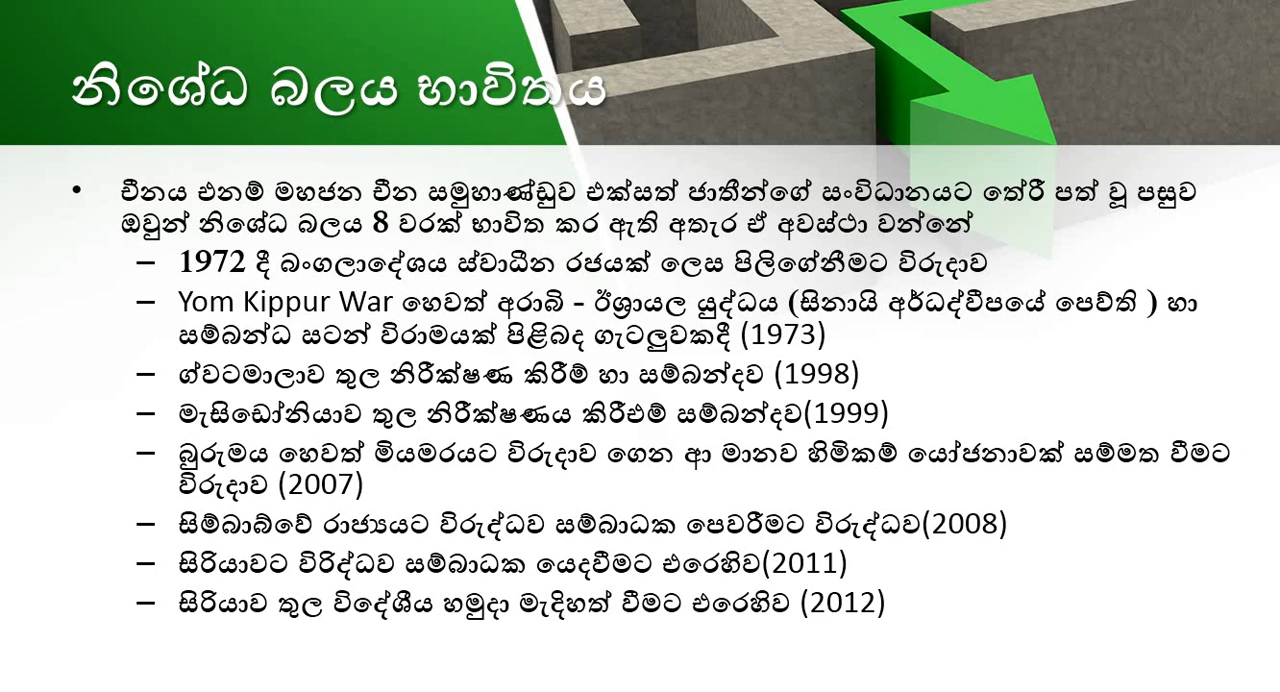 නිශේධ බලය භාවිතය
• චීනය එනම් මහජන චීන සමුහාණ්ඩුව එක්සත් ජාතීන්ගේ සංවිධානයට තේරී පත් වූ පසුව
ඔවුන් නිශේධ බලය 8 වරක් භාවිත කර ඇති අතැර ඒ අවස්ථා වන්නේ
– 1972 දී බංගලාදේශය ස්වාධීන රජයක් ලෙස පිලිගේනීමට විරුදාව
– Yom Kippur War හෙවත් අරාබි - ඊශ්‍රායල යුද්ධය (සිනායි අර්ධද්වීපයේ පෙව්ති ) හා
සම්බන්ධ සටන් විරාමයක් පිළිබද ගැටලුවකදී (1973)
– ග්වටමාලාව තුල නිරීක්ෂණ කිරීම් හා සම්බන්දව (1998)
– මැසිඩෝනියාව තුල නිරීක්ෂණය කිරීඑම් සම්බන්දව(1999)
– බුරුමය හෙවත් මියමරයට විරුදාව ගෙන ආ මානව හිමිකම් යෝජනාවක් සම්මත වීමට
විරුදාව (2007)
– සිම්බාබ්වේ රාජ්‍යයට විරුද්ධව සම්බාධක පෙවරීමට විරුද්ධව(2008)
– සිරියාවට විරිද්ධව සම්බාධක යෙදවීමට එරෙහිව(2011)
– සිරියාව තුල විදේශීය හමුදා මැදිහත් වීමට එරෙහිව (2012)